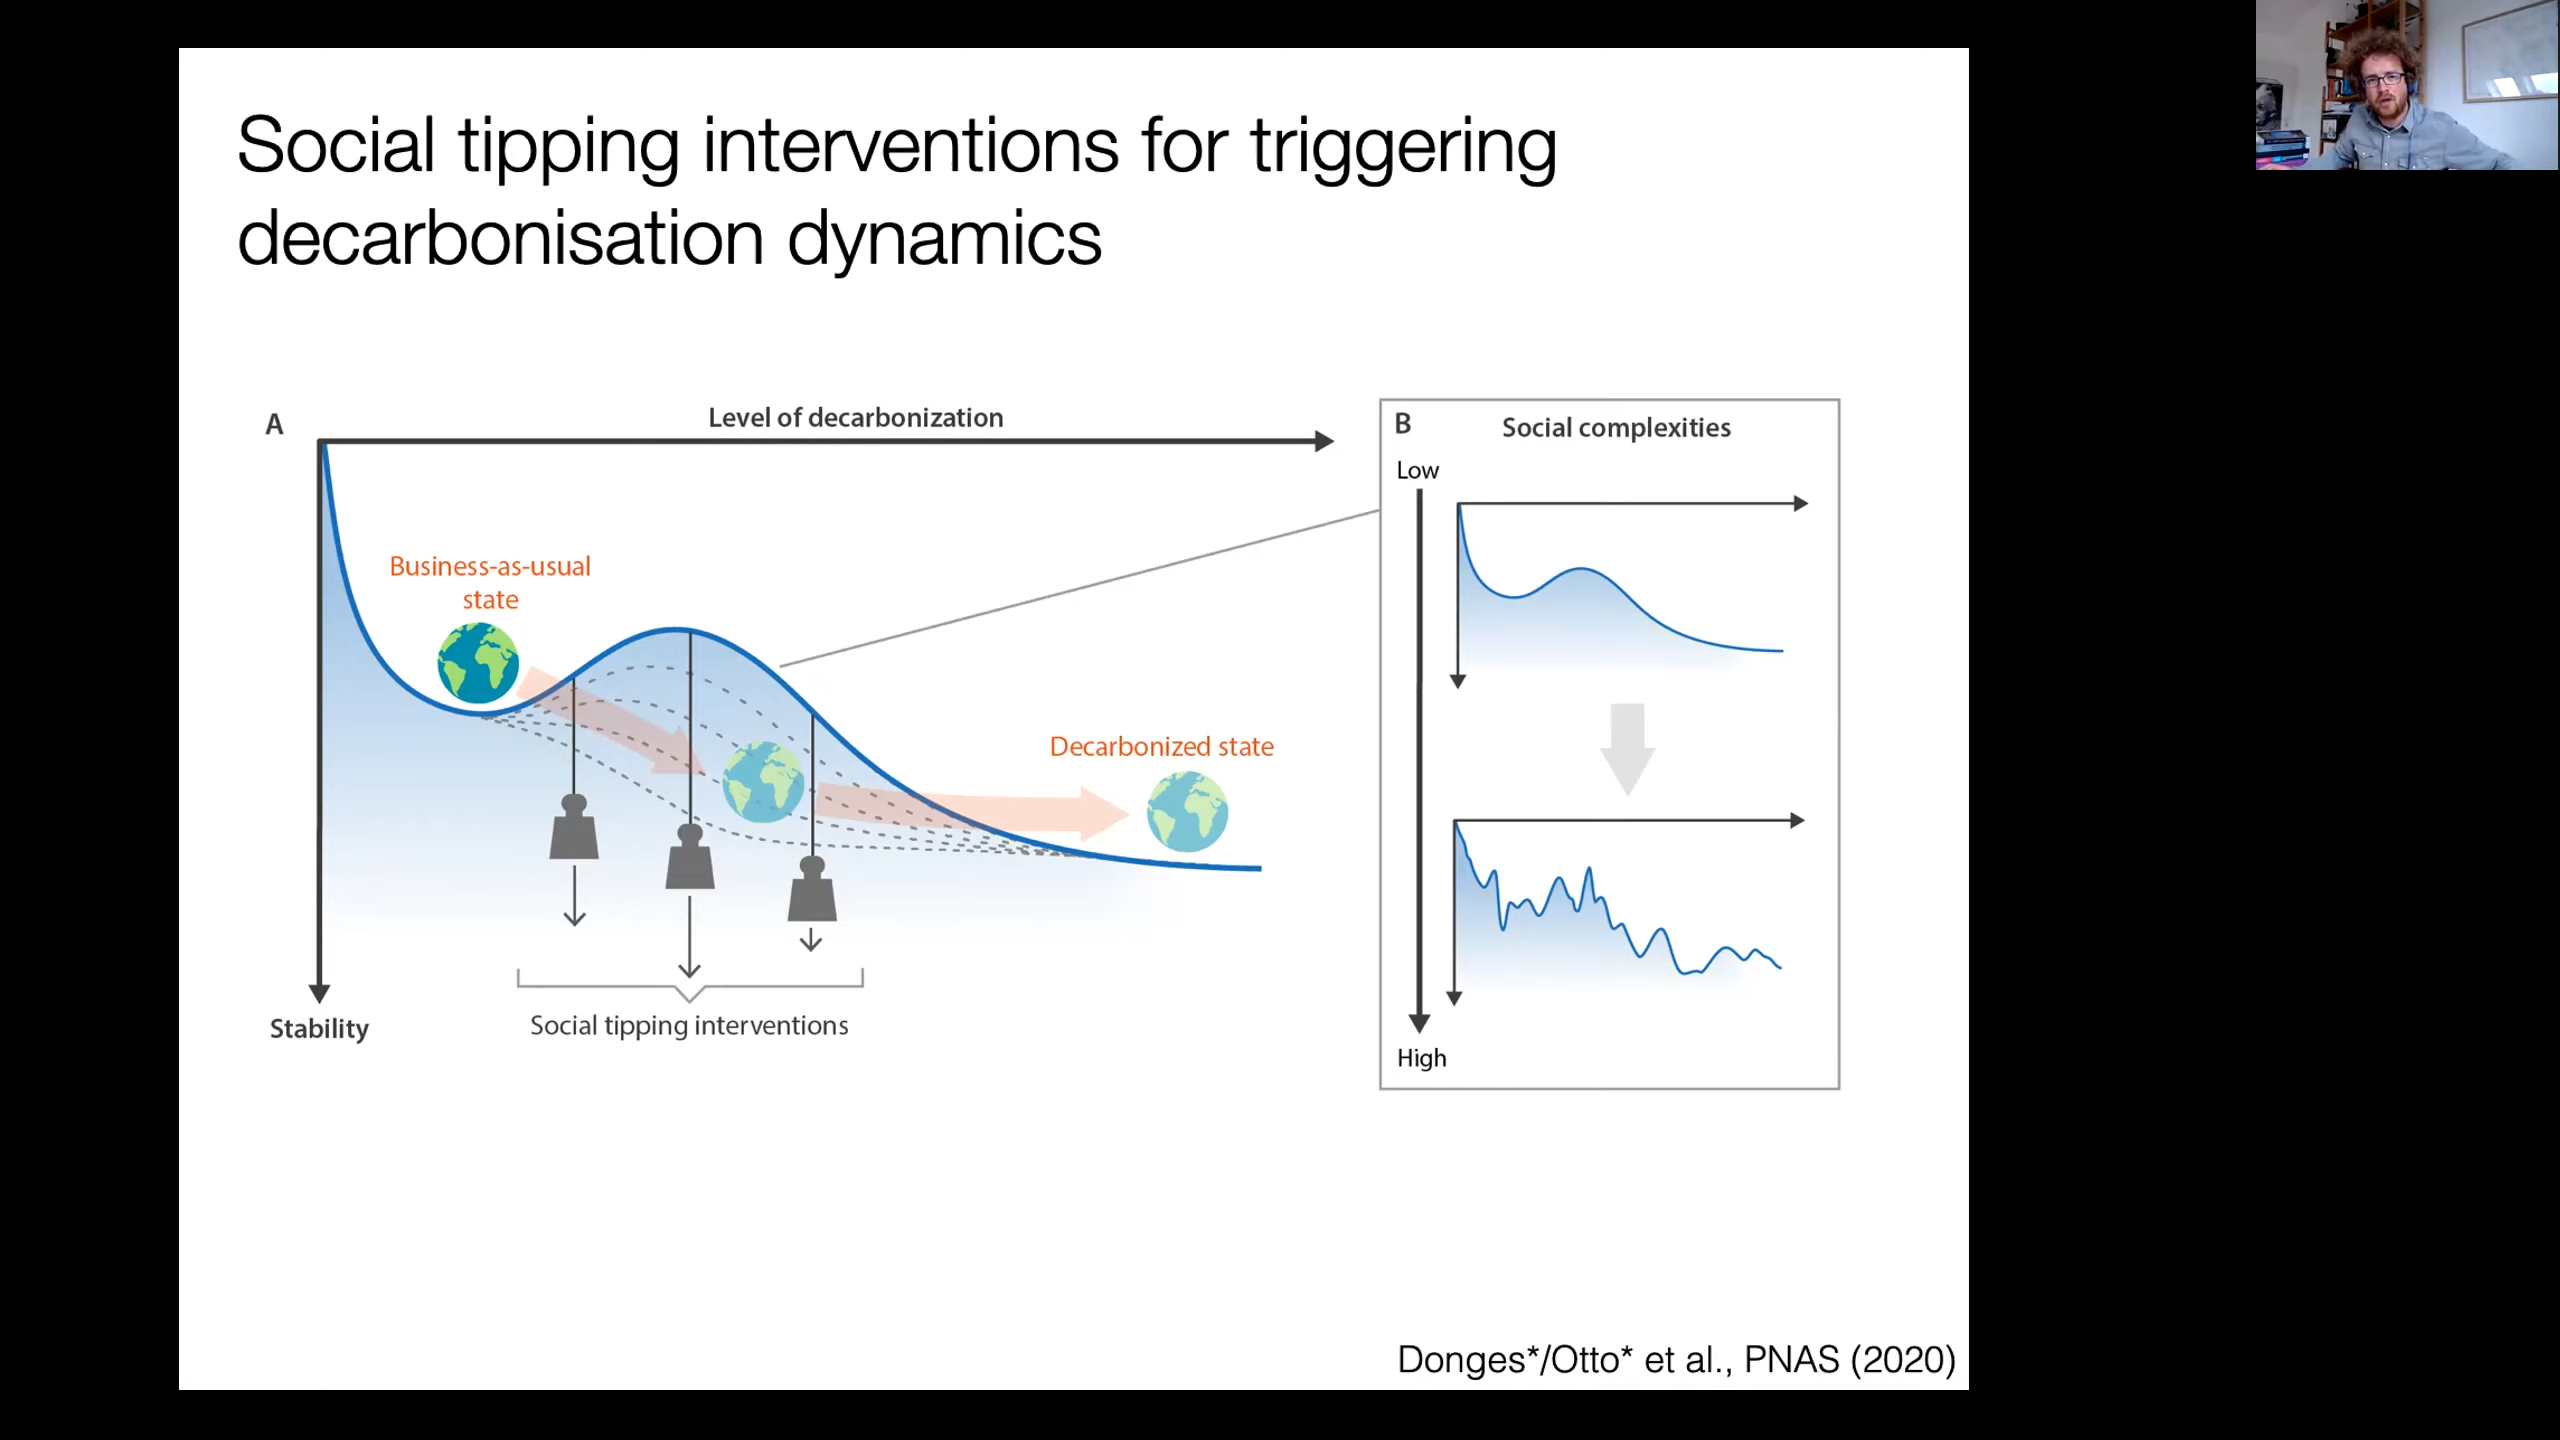 Social tipping interventions for triggering
decarbonisation dynamics
A
Level of decarbonization
Business-as-usual
state
Decarbonized state
Stability
Social tipping interventions
B
Social complexities
Low
High
Donges*/Otto* et al., PNAS (2020)